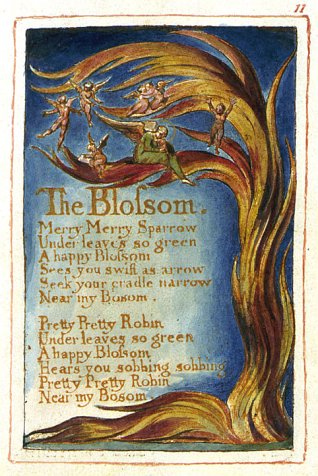 11
The Bloſsom.
Merry Merry Sparrow
Under leaves so green
A happy Bloſsom
Sees you swift as arrow
Seek your cradle narrow
Near my Bosom.
Pretty Pretty Robin
Under leaves so green
A happy Bloſsom
Hears you sobbing sobbing
Pretty Pretty Robin
Near my Bosom